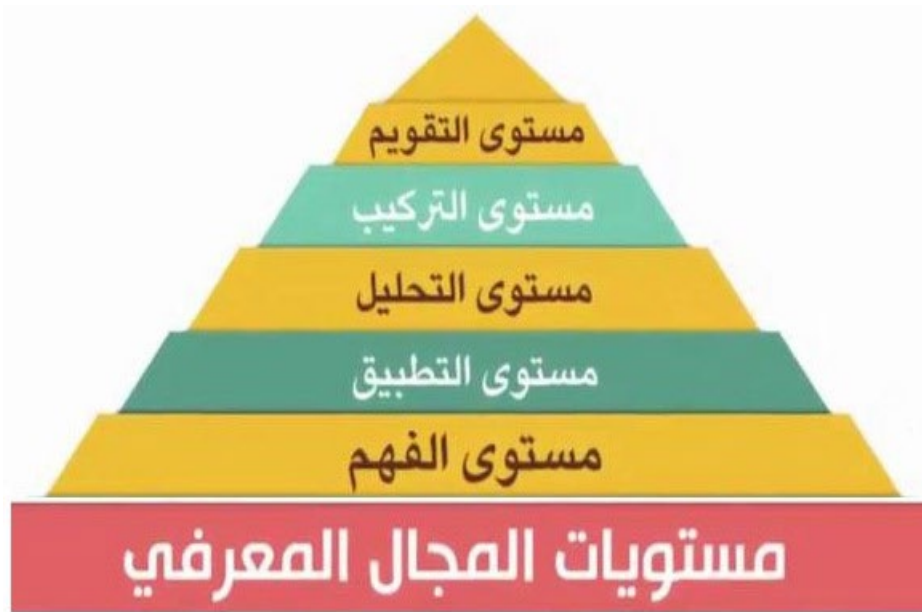 مستوى التقويم
مستوى التركيب
مستوى التحليل
مستوى التطبيق
مستوى الفهم
مستويات المجال المعرفي